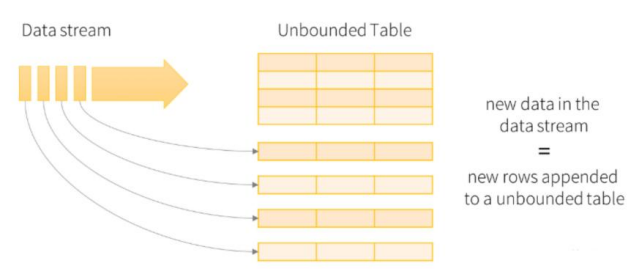 Data stream
Unbounded Table
new data in the
data stream
=
new rows appended
to a unbounded table